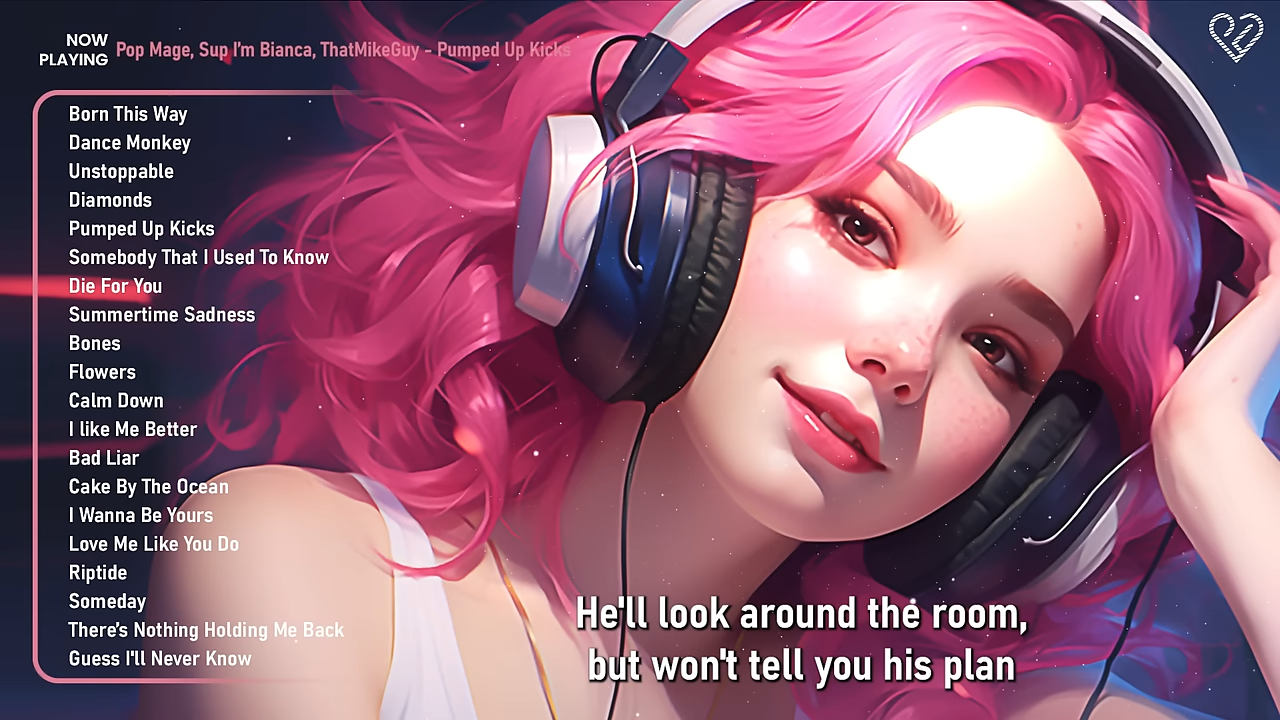 NOW
PLAYING
Pop Mage, Sup I'm Bianca, ThatMikeGuy - Pumped Up Kicks
Born This Way
Dance Monkey
Unstoppable
Diamonds
Pumped Up Kicks
Somebody That I Used To Know
Die For You
Summertime Sadness
Bones
Flowers
Calm Down
I like Me Better
Bad Liar
Cake By The Ocean
I Wanna Be Yours
Love Me Like You Do
Riptide
Someday
There's Nothing Holding Me Back
Guess I'll Never Know
He'll look around the room,
but won't tell you his plan